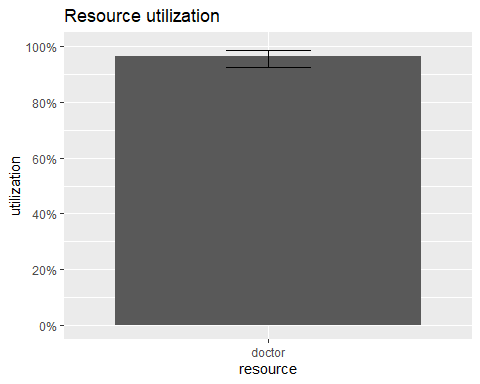 Resource utilization
100%
80%
60%
40%
20%
0%
utilization
doctor
resource